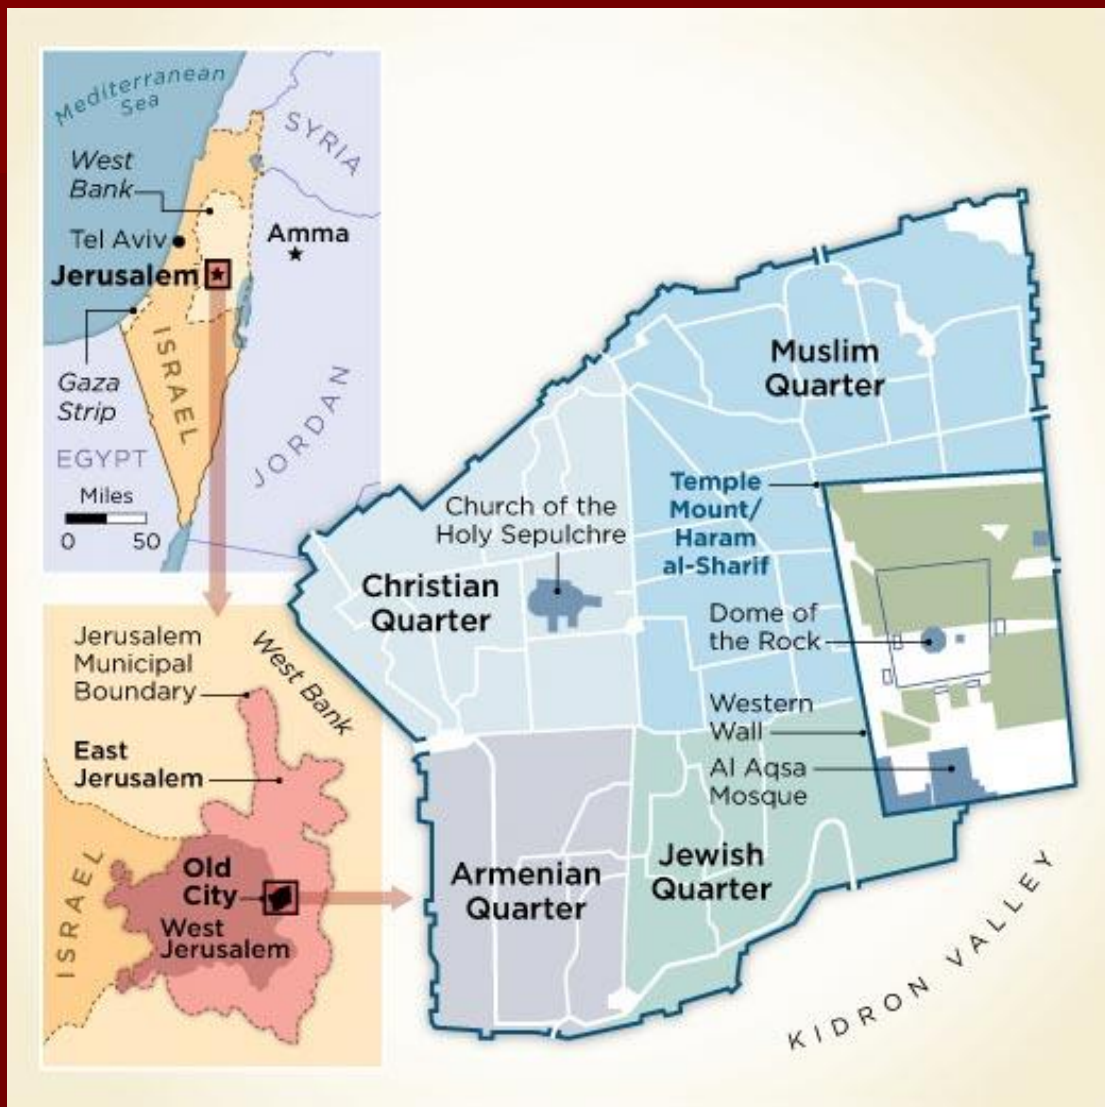 Mediterranean
Sea
SYRIA
West
Bank
Tel Aviv
Amma
Jerusalem
ISRAEL
Gaza
Strip
JORDAN
EGYPT
Miles
0 50
Jerusalem
Municipal
Boundary
West Bank
East
Jerusalem
ISRAEL
Old
City
West
Jerusalem
Muslim
Quarter
Temple
Mount/
Haram
al-Sharif
Church of the
Holy Sepulchre
Christian
Quarter
Dome of
the Rock
Western
Wall
Al Aqsa
Mosque
Armenian
Quarter
Jewish
Quarter
KIDRON VALLEY